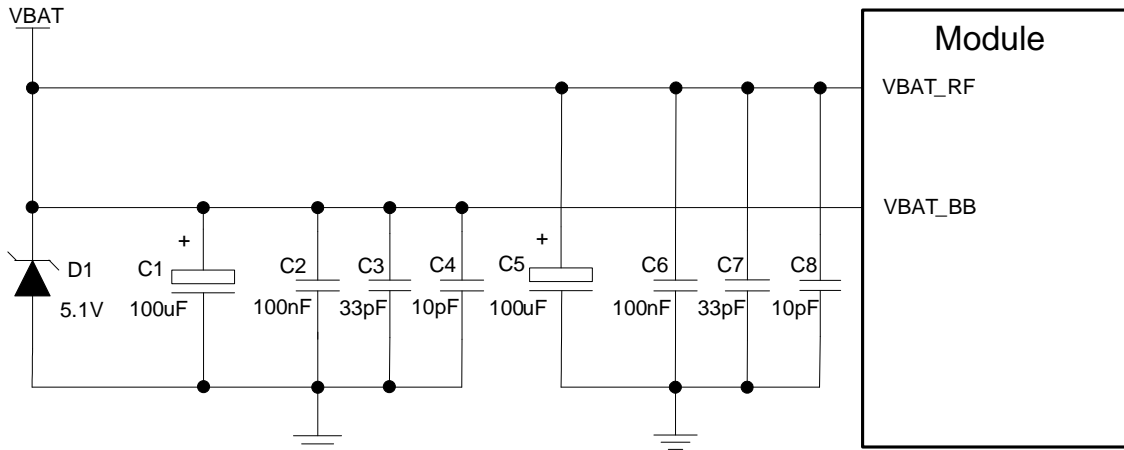 VBAT
Module
VBAT_RF
VBAT_BB
+
+
D1
C1
C2
C3
C4
C5
C6
C7
C8
5.1V
100uF
100nF
33pF
10pF
100uF
100nF
33pF
10pF